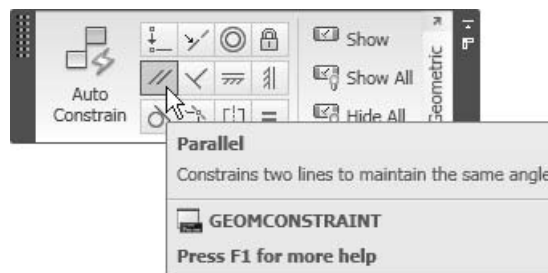 Auto
Constrain
Show
Show All
Hide All
Geometric
Parallel
Constrains two lines to maintain the same angle
GEOMCONSTRAINT
Press F1 for more help